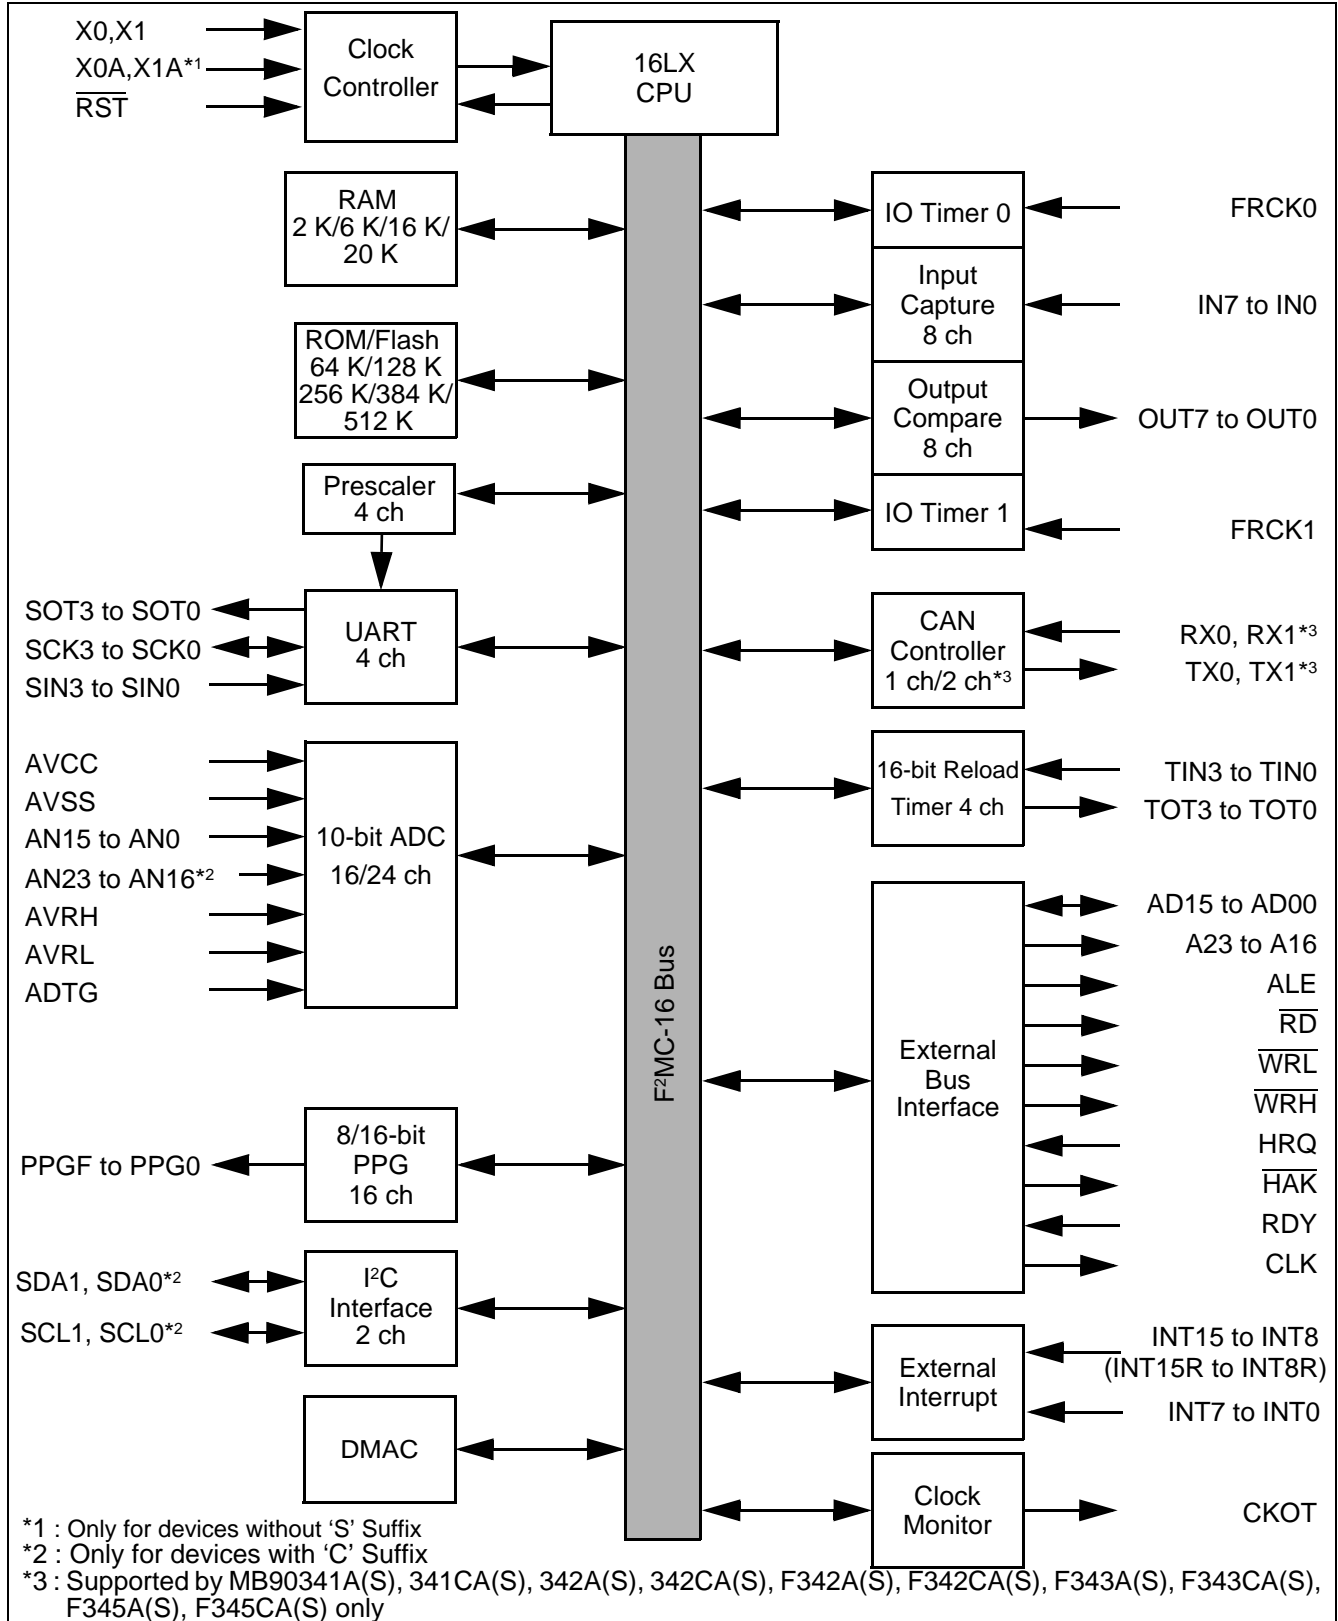 X0,X1
X0A,X1A*1
RST
Clock
Controller
16LX
CPU
RAM
2 K/6 K/16 K/
20 K
ROM/Flash
64 K/128 K
256 K/384 K/
512 K
Prescaler
4 ch
SOT3 to SOT0
SCK3 to SCK0
SIN3 to SIN0
UART
4 ch
AVCC
AVSS
AN15 to AN0
AN23 to AN16*2
AVRH
AVRL
ADTG
10-bit ADC
16/24 ch
PPGF to PPG0
8/16-bit
PPG
16 ch
SDA1, SDA0*2
SCL1, SCL0*2
I2C
Interface
2 ch
DMAC
F2MC-16 Bus
IO Timer 0
FRCK0
Input
Capture
8 ch
IN7 to IN0
Output
Compare
8 ch
OUT7 to OUT0
IO Timer 1
FRCK1
CAN
Controller
1 ch/2 ch*3
RX0, RX1*3
TX0, TX1*3
16-bit Reload
Timer 4 ch
TIN3 to TIN0
TOT3 to TOT0
External
Bus
Interface
AD15 to AD00
A23 to A16
ALE
RD
WRL
WRH
HRQ
HAK
RDY
CLK
External
Interrupt
INT15 to INT8
(INT15R to INT8R)
INT7 to INT0
Clock
Monitor
CKOT
*1 : Only for devices without ‘S’ Suffix
*2 : Only for devices with ‘C’ Suffix
*3 : Supported by MB90341A(S), 341CA(S), 342A(S), 342CA(S), F342A(S), F342CA(S), F343A(S), F343CA(S),
F345A(S), F345CA(S) only